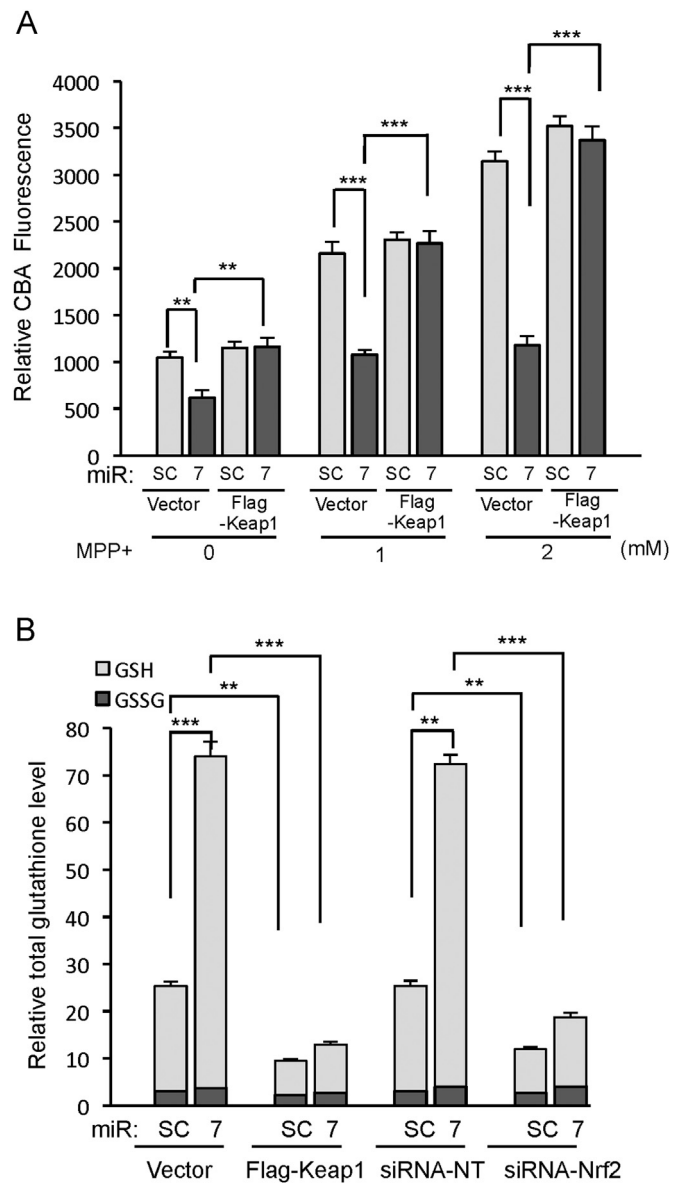 A
Relative CBA Fluorescence
4000
3500
3000
2500
2000
1500
1000
500
0
** ** *** *** *** ***
miR: SC 7 SC 7 SC 7 SC 7 SC 7 SC 7
Vector Flag Vector Flag Vector Flag
-Keap1 -Keap1 -Keap1
MPP+ 0 1 2 (mM)
B
GSH
GSSG
*** ** *** ** ** ***
Relative total glutathione level
80
70
60
50
40
30
20
10
0
miR: SC 7 SC 7 SC 7 SC 7
Vector Flag-Keap1 siRNA-NT siRNA-Nrf2